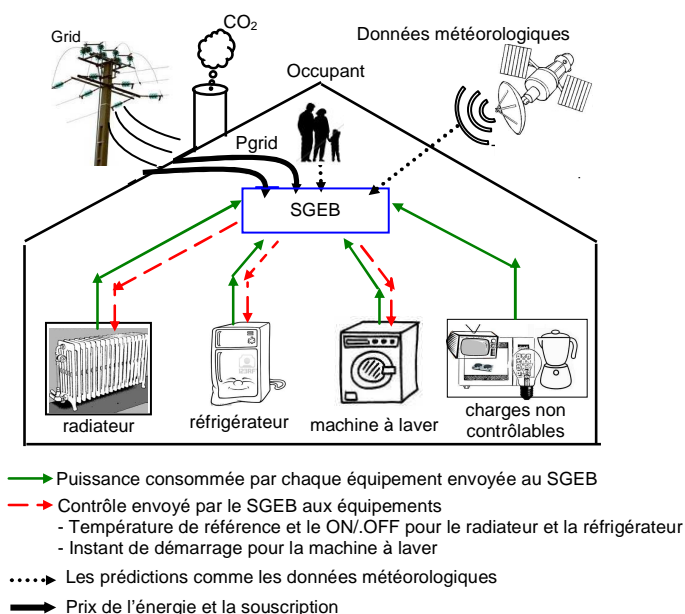 Grid
CO2
Données météorologiques
Occupant
Pgrid
SGEB
radiateur
réfrigérateur
machine à laver
charges non
contrôlables
Puissance consommée par chaque équipement envoyée au SGEB
Contrôle envoyé par le SGEB aux équipements
- Température de référence et le ON/.OFF pour le radiateur et la réfrigérateur
- Instant de démarrage pour la machine à laver
Les prédictions comme les données météorologiques
Prix de l'énergie et la souscription